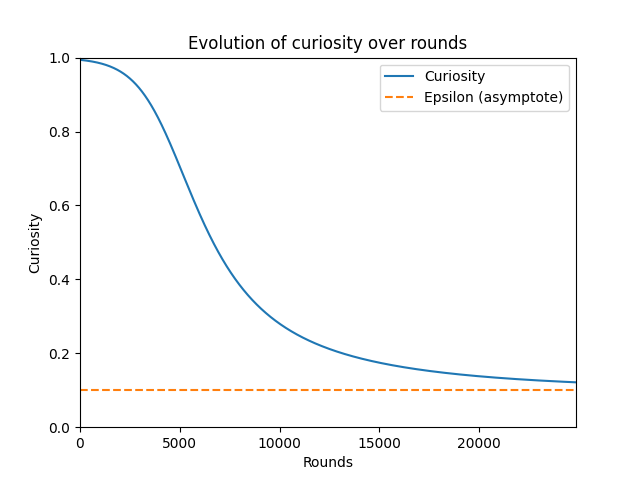 Evolution of curiosity over rounds
Curiosity
Epsilon (asymptote)
1.0
0.8
0.6
0.4
0.2
0.0
Curiosity
0 5000 10000 15000 20000
Rounds